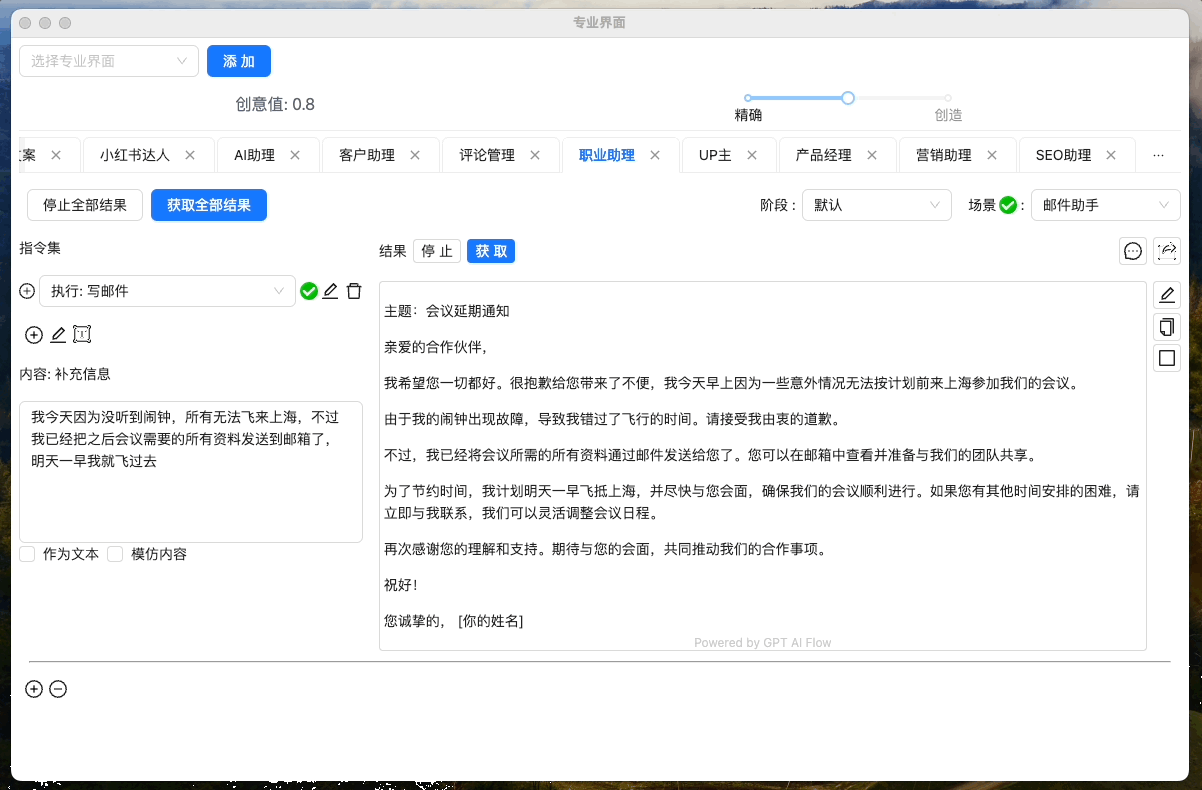 专业界面
选择专业界面
添 加
创意值: 0.8
精确
创造
案
小红书达人
AI助理
客户助理
评论管理
职业助理
UP主
产品经理
营销助理
SEO助理
停止全部结果
获取全部结果
阶段 :
默认
场景 :
邮件助手
指令集
结果
停 止
获 取
执行: 写邮件
内容: 补充信息
我今天因为没听到闹钟，所有无法飞来上海，不过
我已经把之后会议需要的所有资料发送到邮箱了，
明天一早我就飞过去
作为文本
模仿内容
主题：会议延期通知
亲爱的合作伙伴，
我希望您一切都好。很抱歉给您带来了不便，我今天早上因为一些意外情况无法按计划前来上海参加我们的会议。
由于我的闹钟出现故障，导致我错过了飞行的时间。请接受我由衷的道歉。
不过，我已经将会议所需的所有资料通过邮件发送给您了。您可以在邮箱中查看并准备与我们的团队共享。
为了节约时间，我计划明天一早飞抵上海，并尽快与您会面，确保我们的会议顺利进行。如果您有其他时间安排的困难，请
立即与我联系，我们可以灵活调整会议日程。
再次感谢您的理解和支持。期待与您的会面，共同推动我们的合作事项。
祝好！
您诚挚的， [你的姓名]
Powered by GPT AI Flow